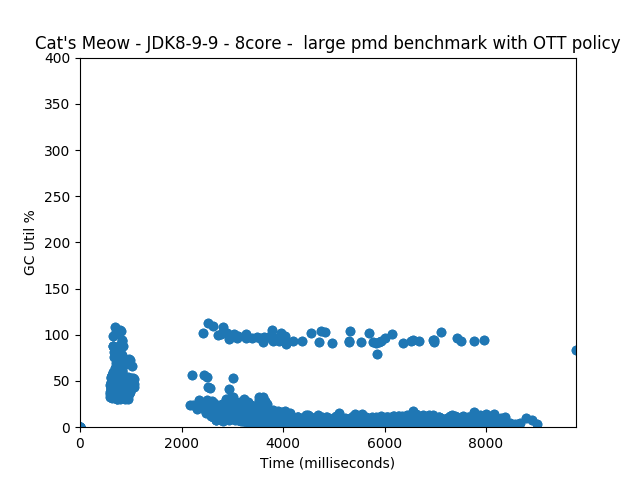 Cat's Meow - JDK8-9-9 - 8core -  large pmd benchmark with OTT policy
400
350
300
250
200
150
100
50
0
GC Util %
0 2000 4000 6000 8000
Time (milliseconds)